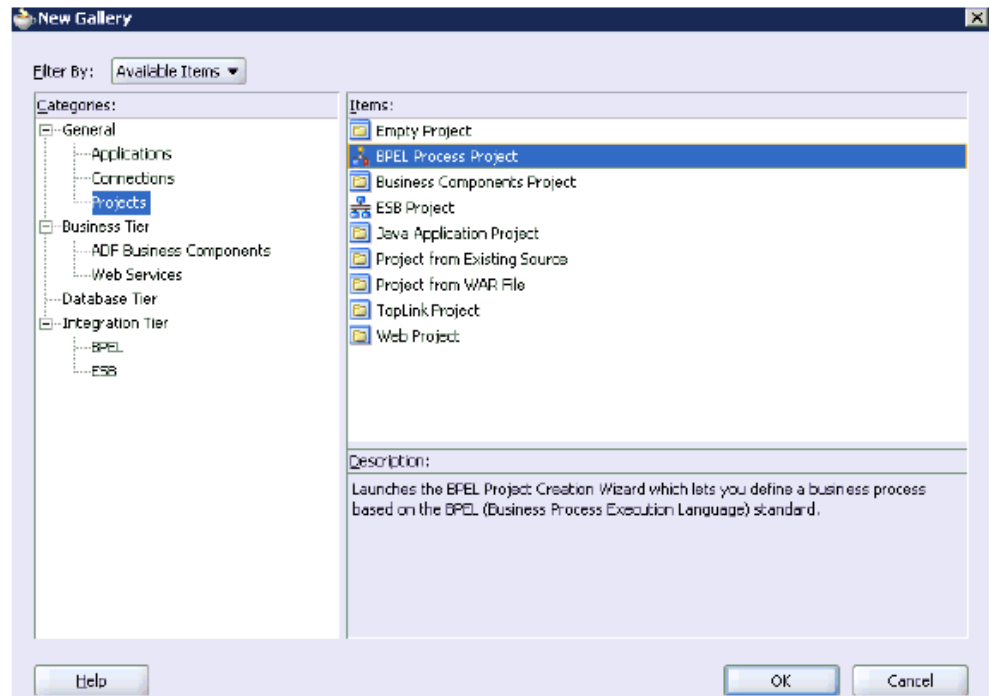 New Gallery
Filter By: Available Items
Categories:
General
Applications
Connections
Projects
Business Tier
ADF Business Components
Web Services
Database Tier
Integration Tier
BPEL
ESB
Items:
Empty Project
BPEL Process Project
Business Components Project
ESB Project
Java Application Project
Project from Existing Source
Project from WAR File
TopLink Project
Web Project
Description:
Launches the BPEL Project Creation Wizard which lets you define a business process
based on the BPEL (Business Process Execution Language) standard.
Help
OK
Cancel